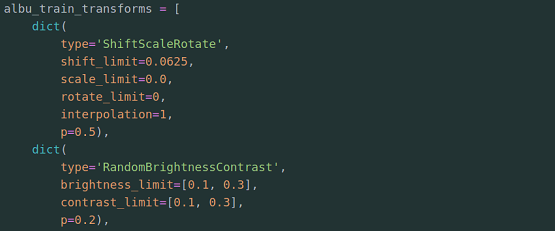 albu_train_transforms = [
    dict(
        type='ShiftScaleRotate',
        shift_limit=0.0625,
        scale_limit=0.0,
        rotate_limit=0,
        interpolation=1,
        p=0.5),
    dict(
        type='RandomBrightnessContrast',
        brightness_limit=[0.1, 0.3],
        contrast_limit=[0.1, 0.3],
        p=0.2),